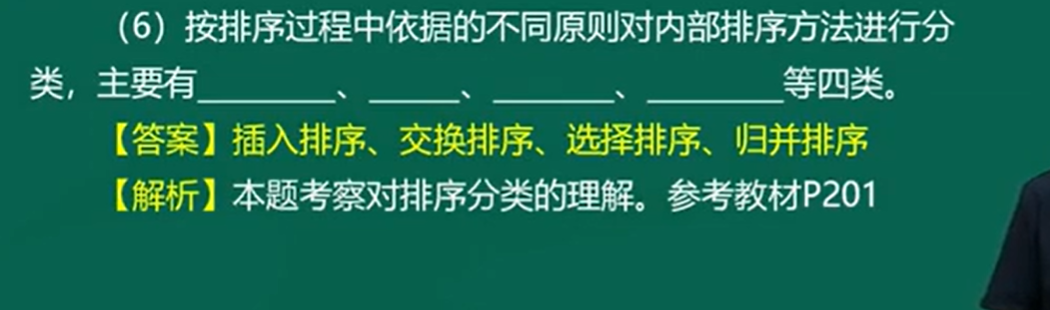 （6）按排序过程中依据的不同原则对内部排序方法进行分
类，主要有________、_____、_______、________等四类。
【答案】插入排序、交换排序、选择排序、归并排序
【解析】本题考察对排序分类的理解。参考教材P201